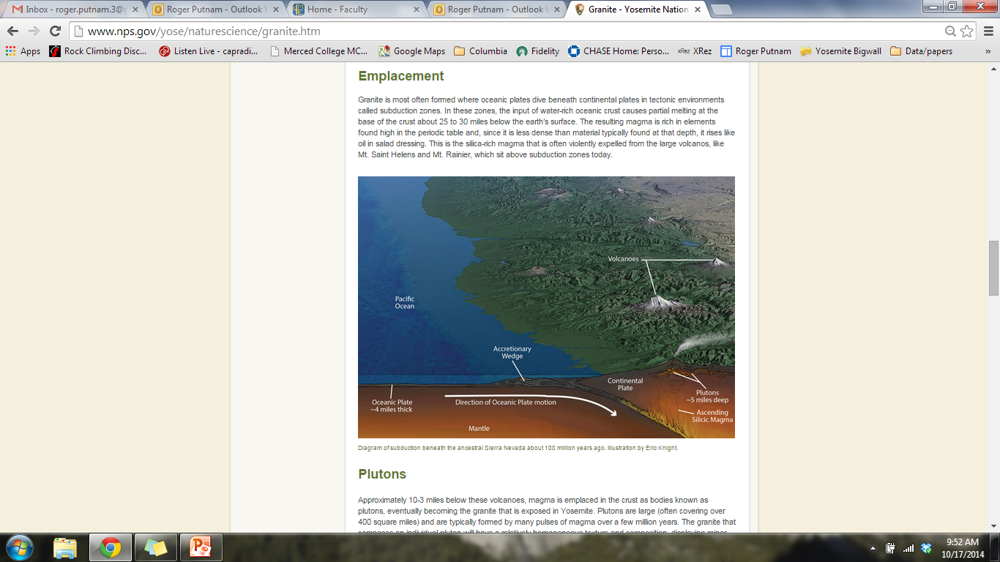 Inbox - roger.putnam.3@g
Roger Putnam - Outlook
Home - Faculty
Roger Putnam - Outlook
Granite - Yosemite Nation
www.nps.gov/yose/naturescience/granite.htm
Apps
Rock Climbing Disc...
Listen Live - capradi...
Merced College MC...
Google Maps
Columbia
Fidelity
CHASE Home: Perso...
xRez XRez
Roger Putnam
Yosemite Bigwall
Data/papers
»
Emplacement
Granite is most often formed where oceanic plates dive beneath continental plates in tectonic environments
called subduction zones. In these zones, the input of water-rich oceanic crust causes partial melting at the
base of the crust about 25 to 30 miles below the earth's surface. The resulting magma is rich in elements
found high in the periodic table and, since it is less dense than material typically found at that depth, it rises like
oil in salad dressing. This is the silica-rich magma that is often violently expelled from the large volcanos, like
Mt. Saint Helens and Mt. Rainier, which sit above subduction zones today.
Volcanoes
Pacific
Ocean
Accretionary
Wedge
Continental
Plate
Plutons
~5 miles deep
Oceanic Plate
~4 miles thick
Direction of Oceanic Plate motion
Ascending
Silicic Magma
Mantle
Diagram of subduction beneath the ancestral Sierra Nevada about 100 million years ago. Illustration by Eric Knight.
Plutons
Approximately 10-3 miles below these volcanoes, magma is emplaced in the crust as bodies known as
plutons, eventually becoming the granite that is exposed in Yosemite. Plutons are large (often covering over
400 square miles) and are typically formed by many pulses of magma over a few million years. The granite that
9:52 AM
10/17/2014